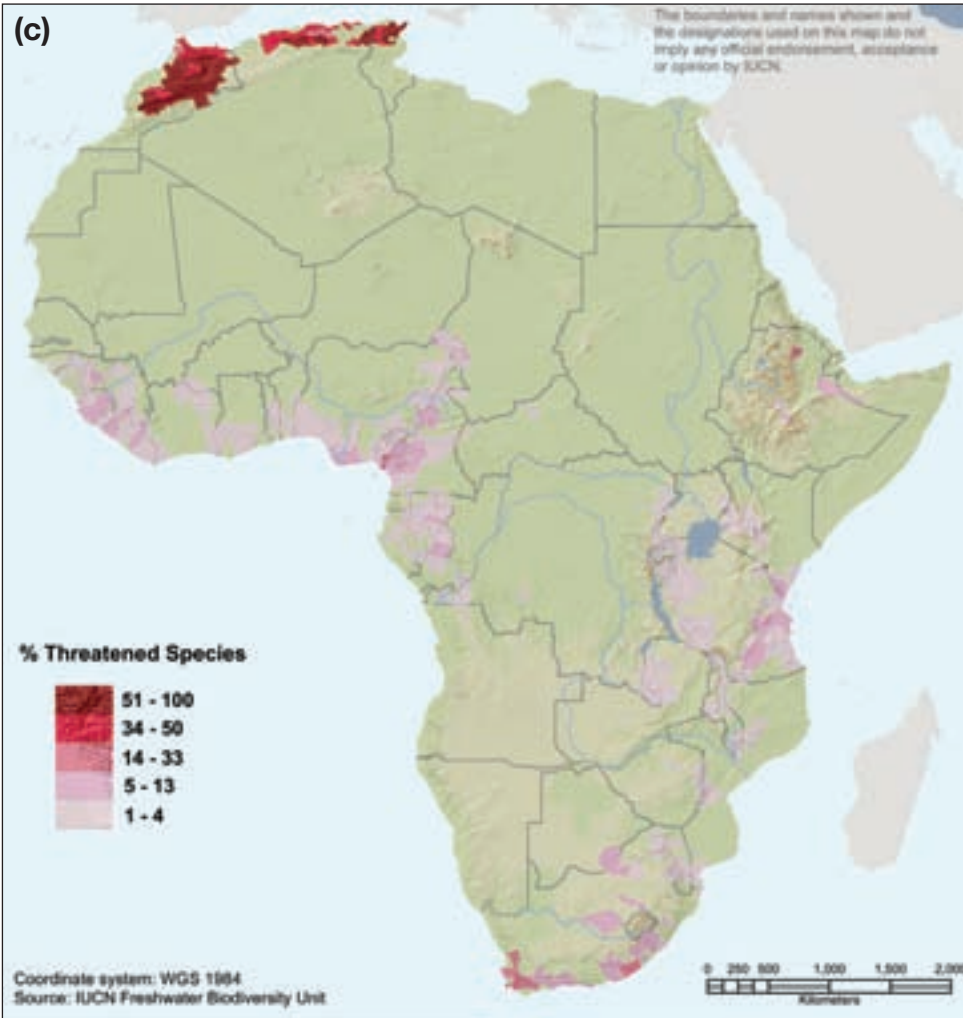 (c)
The boundaries and names shown and
the designations used on this map do not
imply any official endorsement, acceptance
or opinion by IUCN.
% Threatened Species
51 - 100
34 - 50
14 - 33
5 - 13
1 - 4
Coordinate system: WGS 1984
Source: IUCN Freshwater Biodiversity Unit
0 250 500 1,000 1,500 2,000
Kilometers